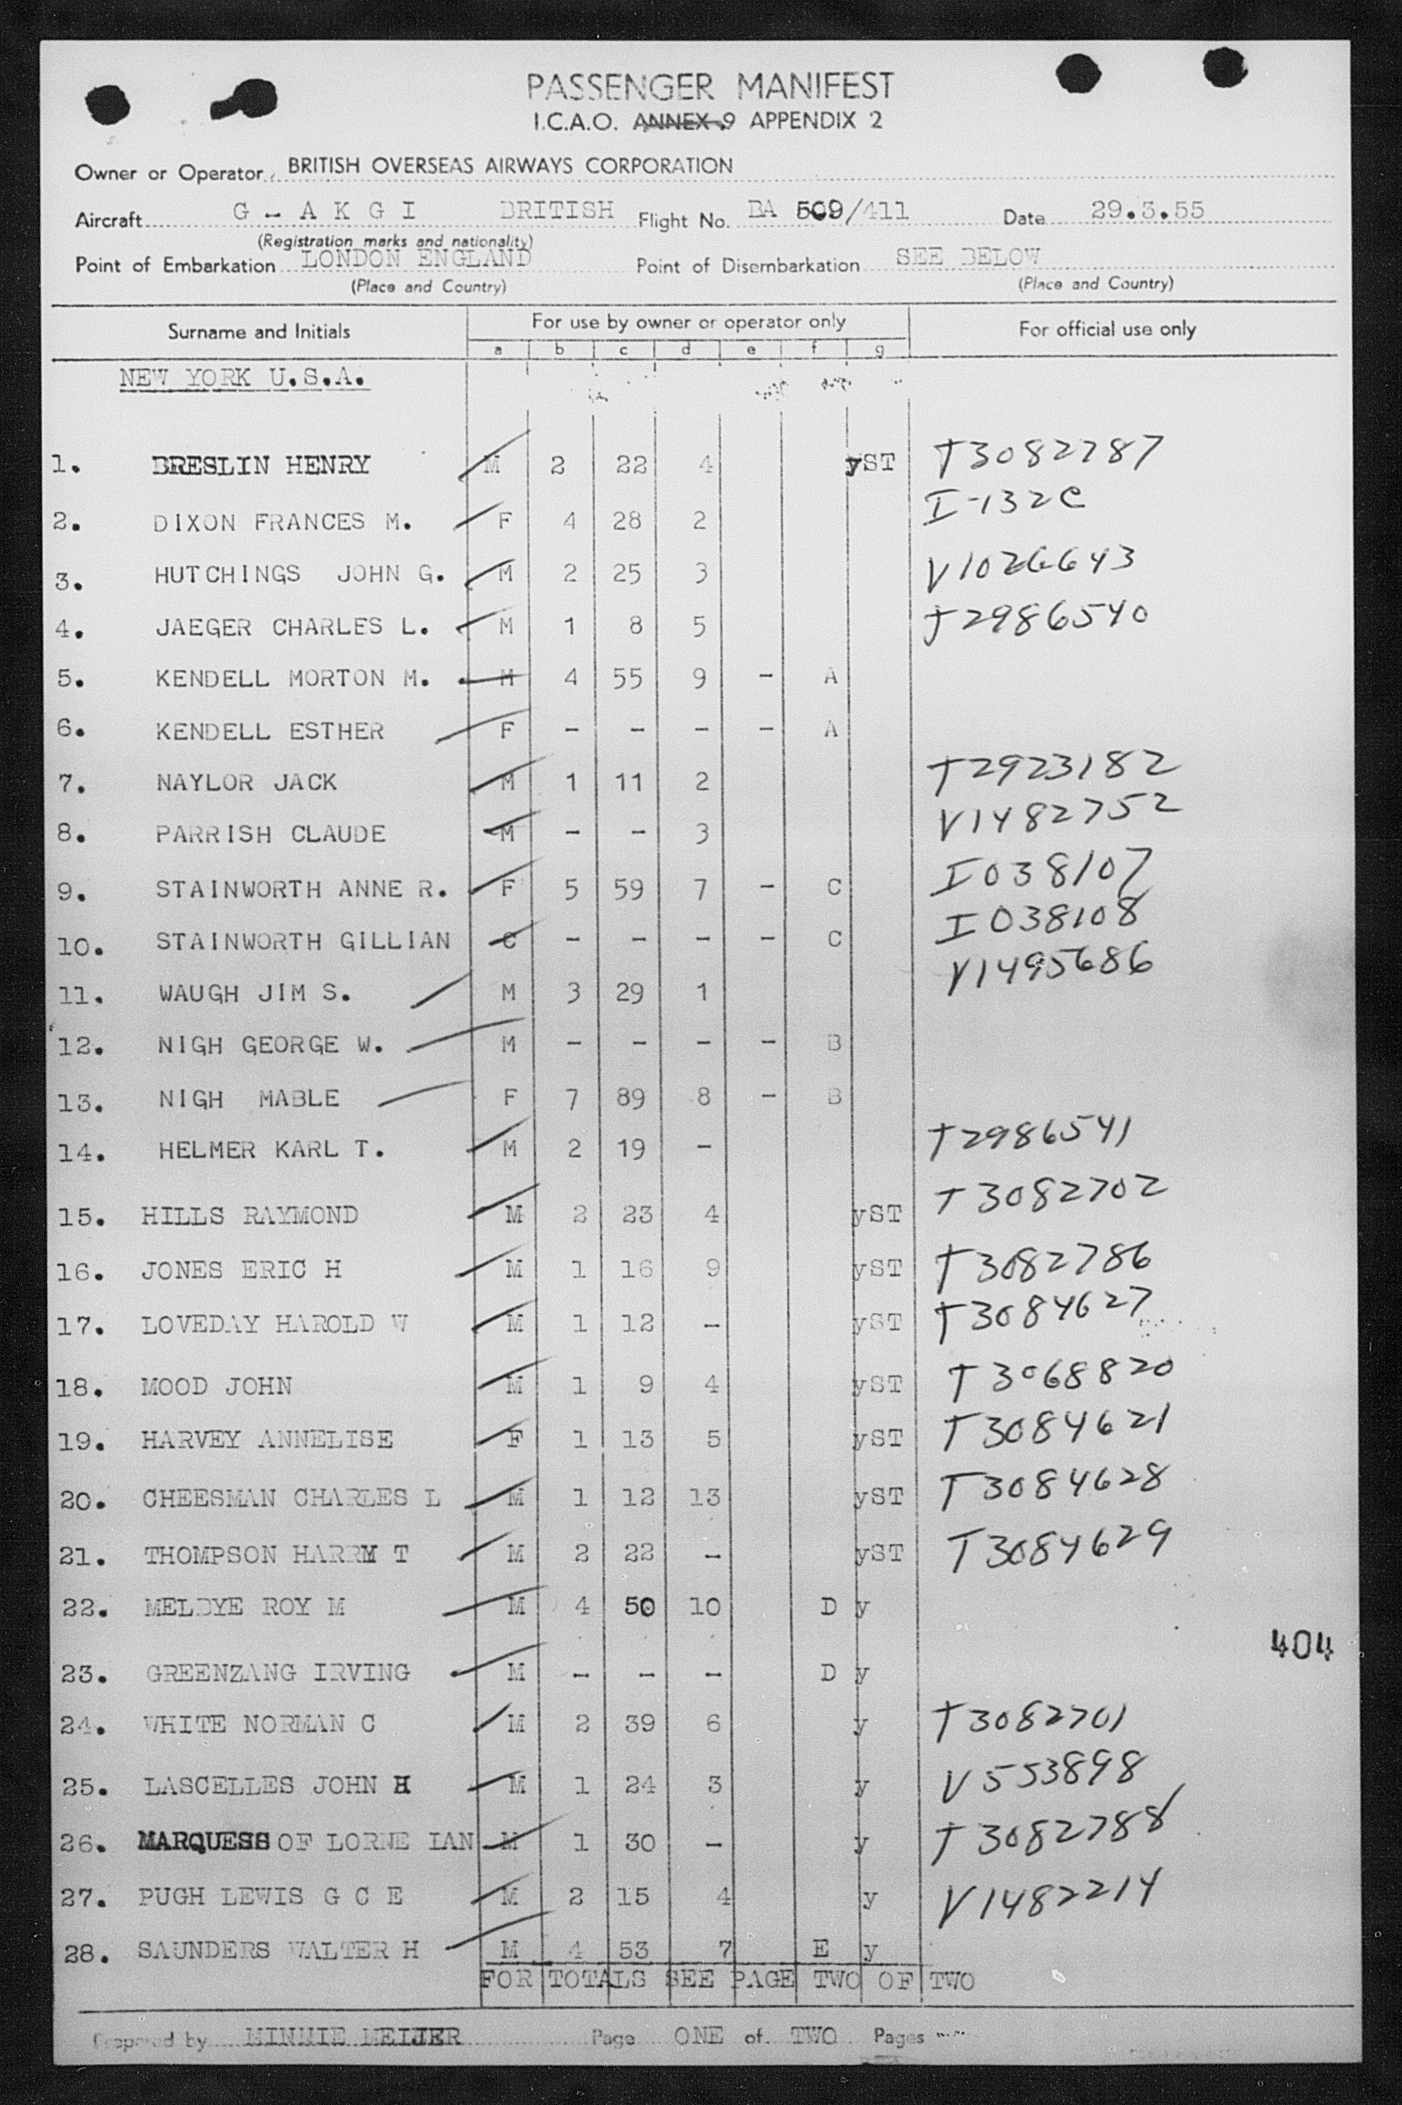 PASSENGER MANIFEST
I.C.A.O. ANNEX 9 APPENDIX 2
Owner or Operator BRITISH OVERSEAS AIRWAYS CORPORATION
Aircraft G - A K G I BRITISH Flight No. BA 509/411 Date 29.3.55
(Registration marks and nationality)
Point of Embarkation LONDON ENGLAND Point of Disembarkation SEE BELOW
(Place and Country) (Place and Country)
Surname and Initials For use by owner or operator only For official use only
a b c d e f g
NEW YORK U.S.A.
1. BRESLIN HENRY M 2 22 4 yST T3082787
2. DIXON FRANCES M. F 4 28 2 I-132C
3. HUTCHINGS JOHN G. M 2 25 3 V1026643
4. JAEGER CHARLES L. M 1 8 5 T2986540
5. KENDELL MORTON M. M 4 55 9 - A
6. KENDELL ESTHER F - - - - A
7. NAYLOR JACK M 1 11 2 T2923182
8. PARRISH CLAUDE M - - 3 V1482752
9. STAINWORTH ANNE R. F 5 59 7 - C I038107
10. STAINWORTH GILLIAN C - - - - C I038108
11. WAUGH JIM S. M 3 29 1 V1495686
12. NIGH GEORGE W. M - - - - B
13. NIGH MABLE F 7 89 8 - B
14. HELMER KARL T. M 2 19 - T2986541
15. HILLS RAYMOND M 2 23 4 yST T3082702
16. JONES ERIC H M 1 16 9 yST T3082786
17. LOVEDAY HAROLD W M 1 12 - yST T3084627
18. MOOD JOHN M 1 9 4 yST T3068820
19. HARVEY ANNELISE F 1 13 5 yST T3084621
20. CHEESMAN CHARLES L M 1 12 13 yST T3084628
21. THOMPSON HARRY T M 2 22 - yST T3084629
22. MELDYE ROY M M 4 50 10 D y
404
23. GREENZANG IRVING M - - - D y
24. WHITE NORMAN C M 2 39 6 y T3082701
25. LASCELLES JOHN H M 1 24 3 y V553898
26. MARQUESS OF LORNE IAN M 1 30 - y T3082788
27. PUGH LEWIS G C E M 2 15 4 y V1482214
28. SAUNDERS WALTER H M 4 53 7 E y
FOR TOTALS SEE PAGE TWO OF TWO
Prepared by MINMIE MEIJER Page ONE of TWO Pages